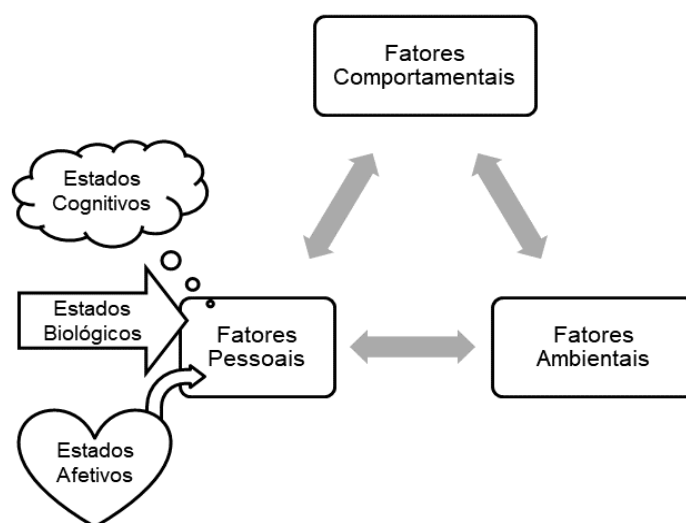 Fatores
Comportamentais
Estados
Cognitivos
Estados
Biológicos
Fatores
Pessoais
Fatores
Ambientais
Estados
Afetivos